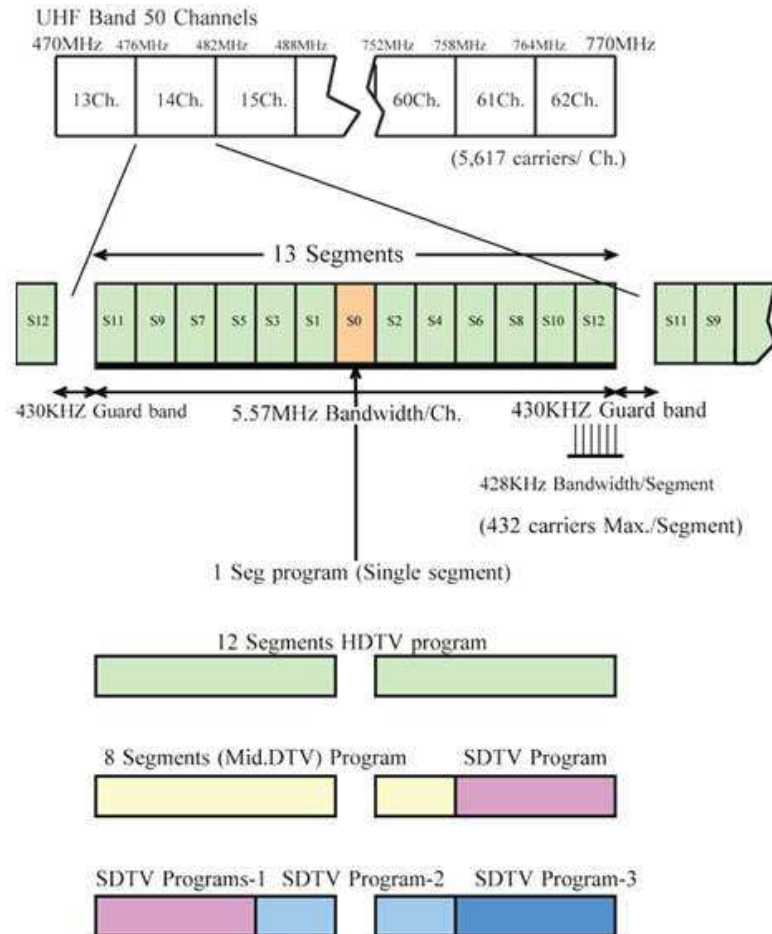 UHF Band 50 Channels
470MHz 476MHz 482MHz 488MHz 752MHz 758MHz 764MHz 770MHz
13Ch. 14Ch. 15Ch. 60Ch. 61Ch. 62Ch.
(5,617 carriers/ Ch.)
13 Segments
S12 S11 S9 S7 S5 S3 S1 S0 S2 S4 S6 S8 S10 S12 S11 S9
430KHZ Guard band 5.57MHz Bandwidth/Ch. 430KHZ Guard band
428KHz Bandwidth/Segment
(432 carriers Max./Segment)
1 Seg program (Single segment)
12 Segments HDTV program
8 Segments (Mid.DTV) Program SDTV Program
SDTV Programs-1 SDTV Program-2 SDTV Program-3